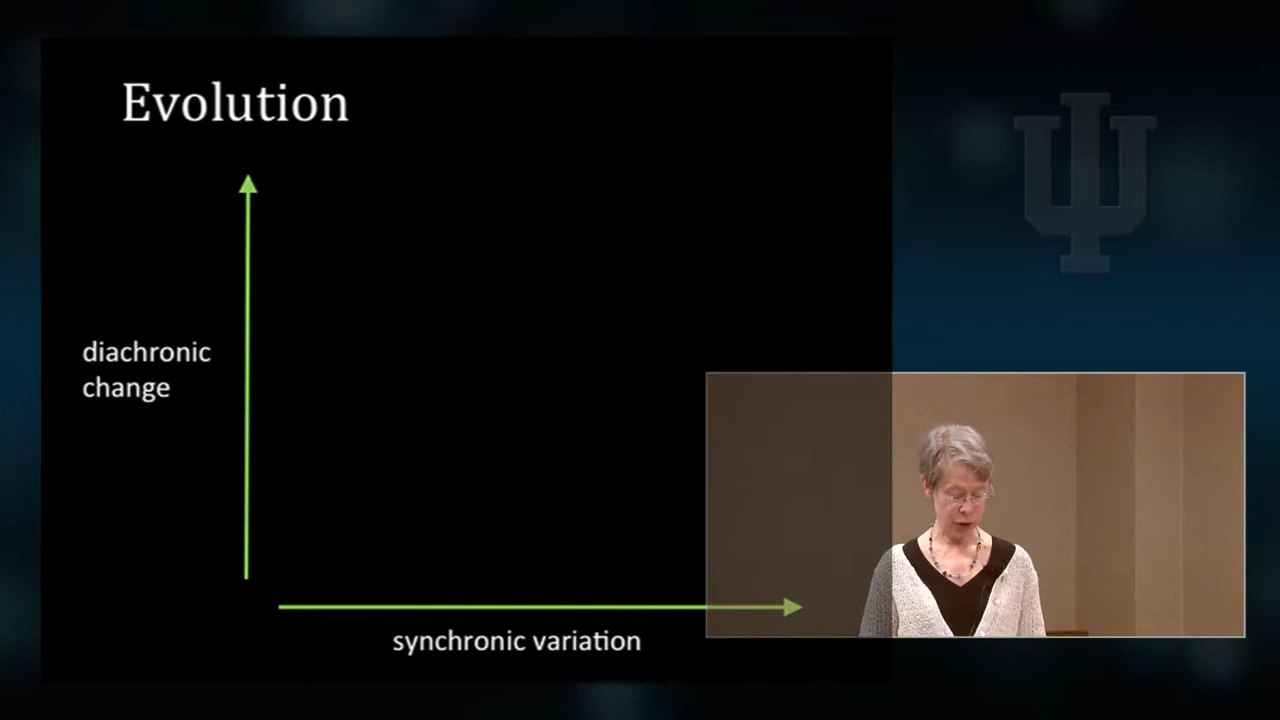 Evolution
diachronic
change
synchronic variation